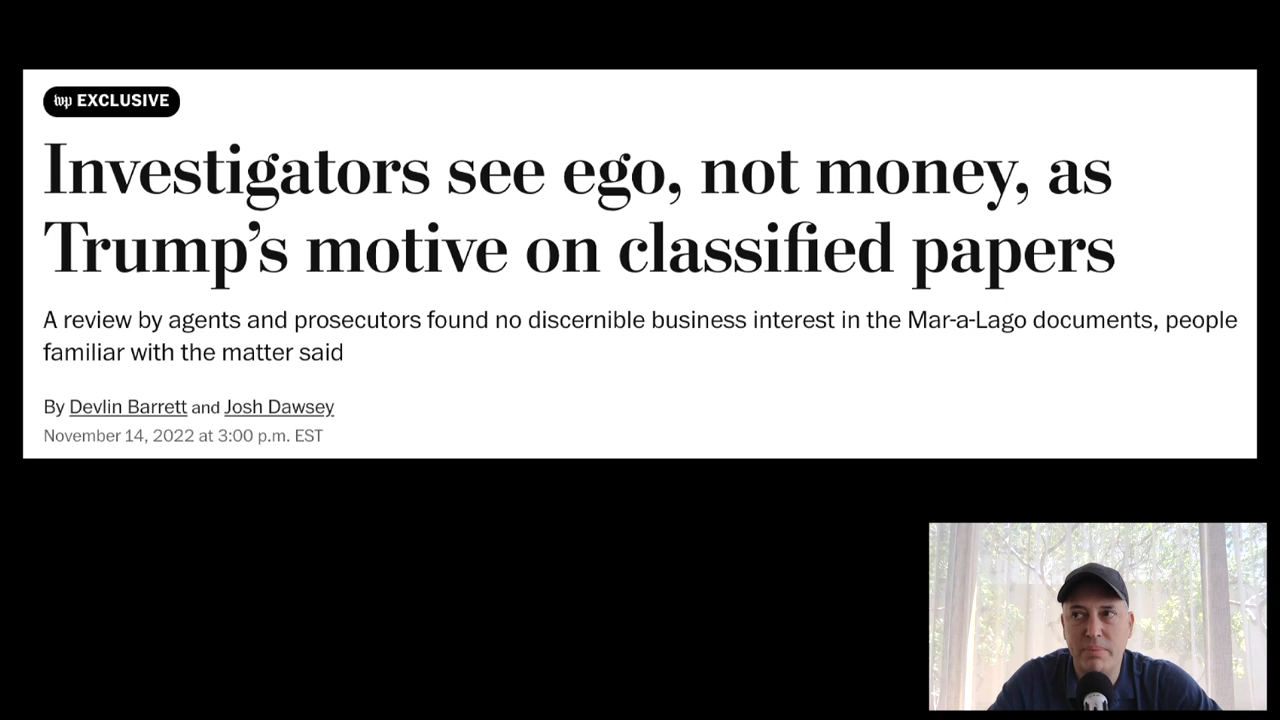 wp EXCLUSIVE
Investigators see ego, not money, as
Trump’s motive on classified papers
A review by agents and prosecutors found no discernible business interest in the Mar-a-Lago documents, people
familiar with the matter said
By Devlin Barrett and Josh Dawsey
November 14, 2022 at 3:00 p.m. EST